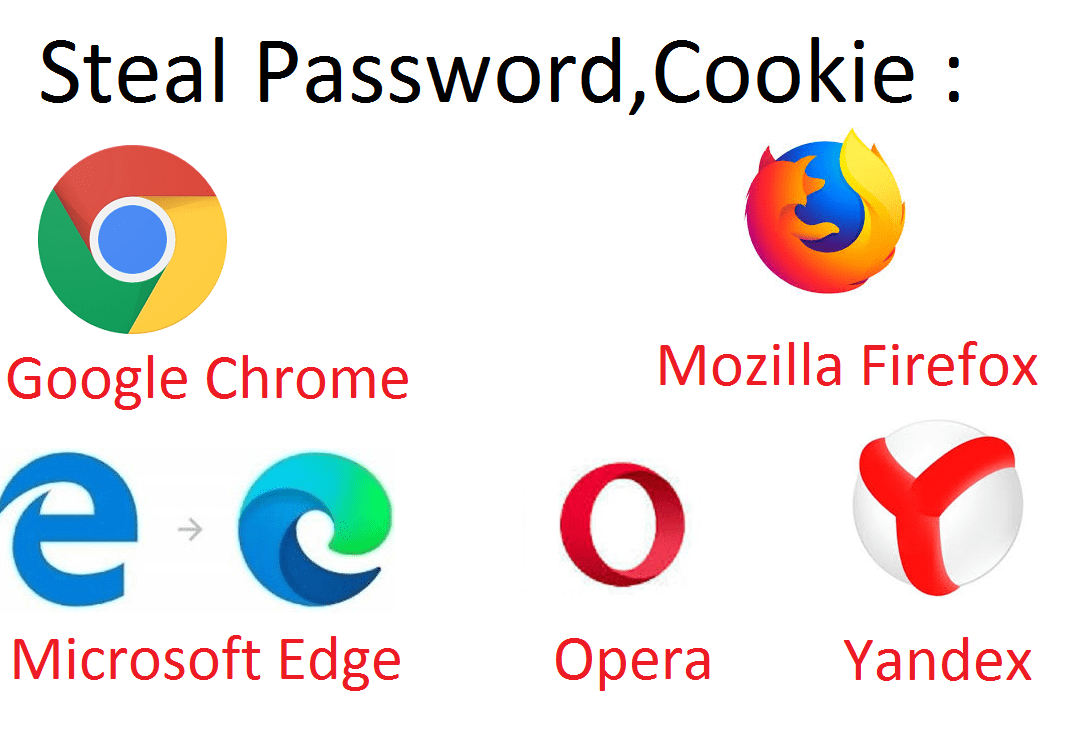 Steal Password,Cookie :
Google Chrome
Mozilla Firefox
Microsoft Edge
Opera
Yandex